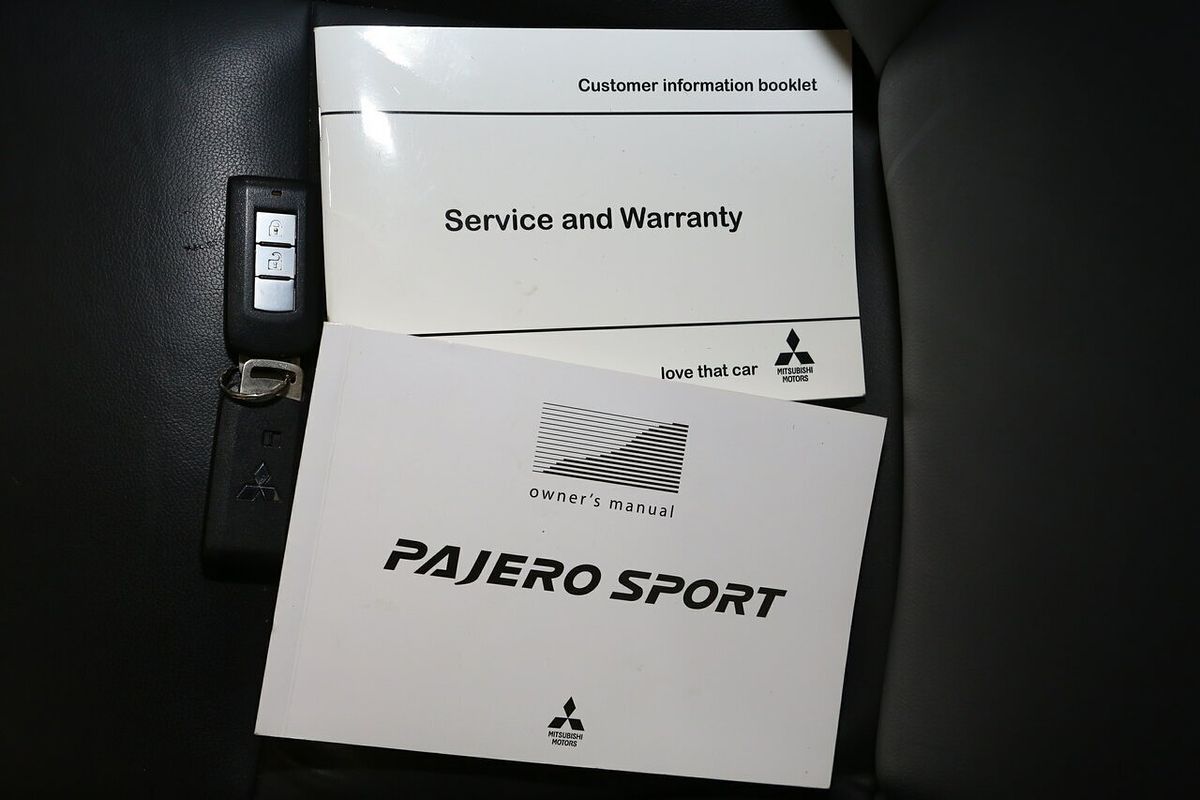 Customer information booklet
Service and Warranty
love that car
MITSUBISHI
MOTORS
owner's manual
PAJERO SPORT
MITSUBISHI
MOTORS